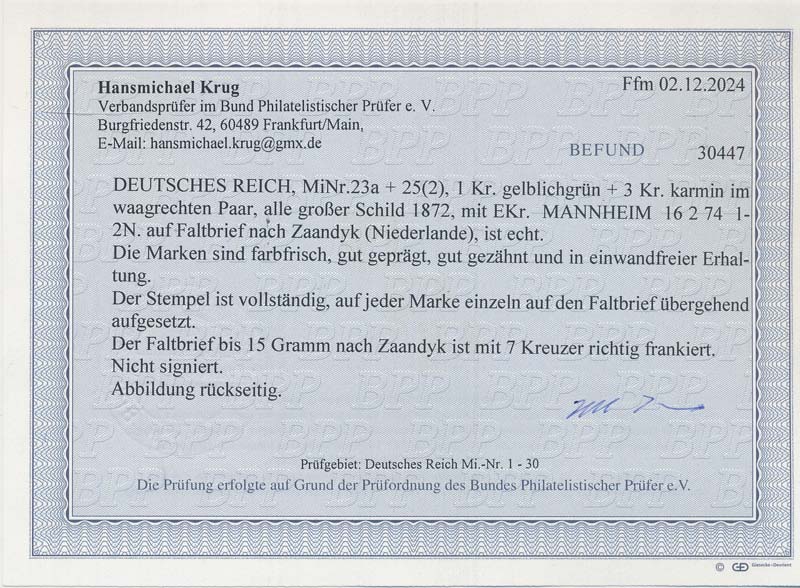 Hansmichael Krug
Ffm 02.12.2024
Verbandsprüfer im Bund Philatelistischer Prüfer e. V.
Burgfriedenstr. 42, 60489 Frankfurt/Main,
E-Mail: hansmichael.krug@gmx.de
BEFUND 30447
DEUTSCHES REICH, MiNr.23a + 25(2), 1 Kr. gelblichgrün + 3 Kr. karmin im
waagrechten Paar, alle großer Schild 1872, mit EKr. MANNHEIM 16 2 74 1-
2N. auf Faltbrief nach Zaandyk (Niederlande), ist echt.
Die Marken sind farbfrisch, gut geprägt, gut gezähnt und in einwandfreier Erhal-
tung.
Der Stempel ist vollständig, auf jeder Marke einzeln auf den Faltbrief übergehend
aufgesetzt.
Der Faltbrief bis 15 Gramm nach Zaandyk ist mit 7 Kreuzer richtig frankiert.
Nicht signiert.
Abbildung rückseitig.
Prüfgebiet: Deutsches Reich Mi.-Nr. 1 - 30
Die Prüfung erfolgte auf Grund der Prüfordnung des Bundes Philatelistischer Prüfer e.V.
© GD Giesecke+Devrient